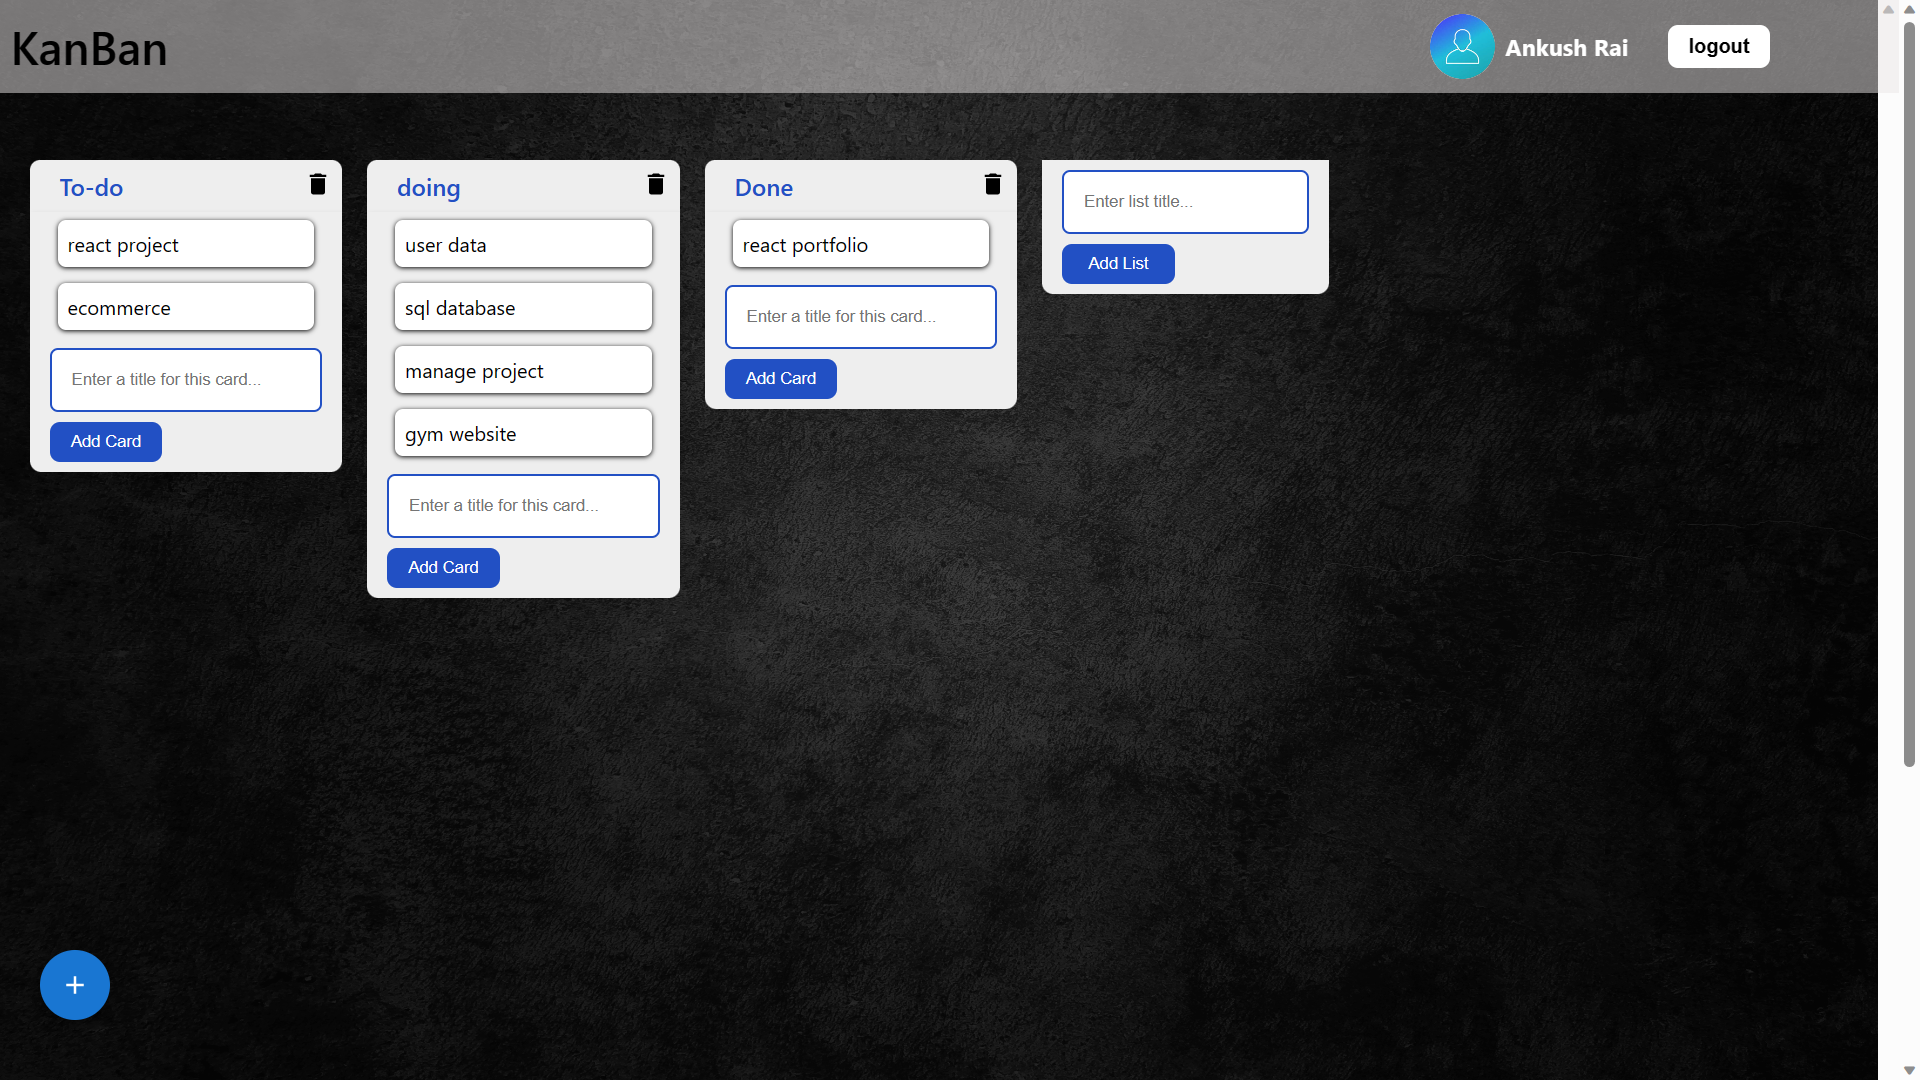 KanBan
Ankush Rai
logout
To-do
react project
ecommerce
Enter a title for this card...
Add Card
doing
user data
sql database
manage project
gym website
Enter a title for this card...
Add Card
Done
react portfolio
Enter a title for this card...
Add Card
Enter list title...
Add List
+